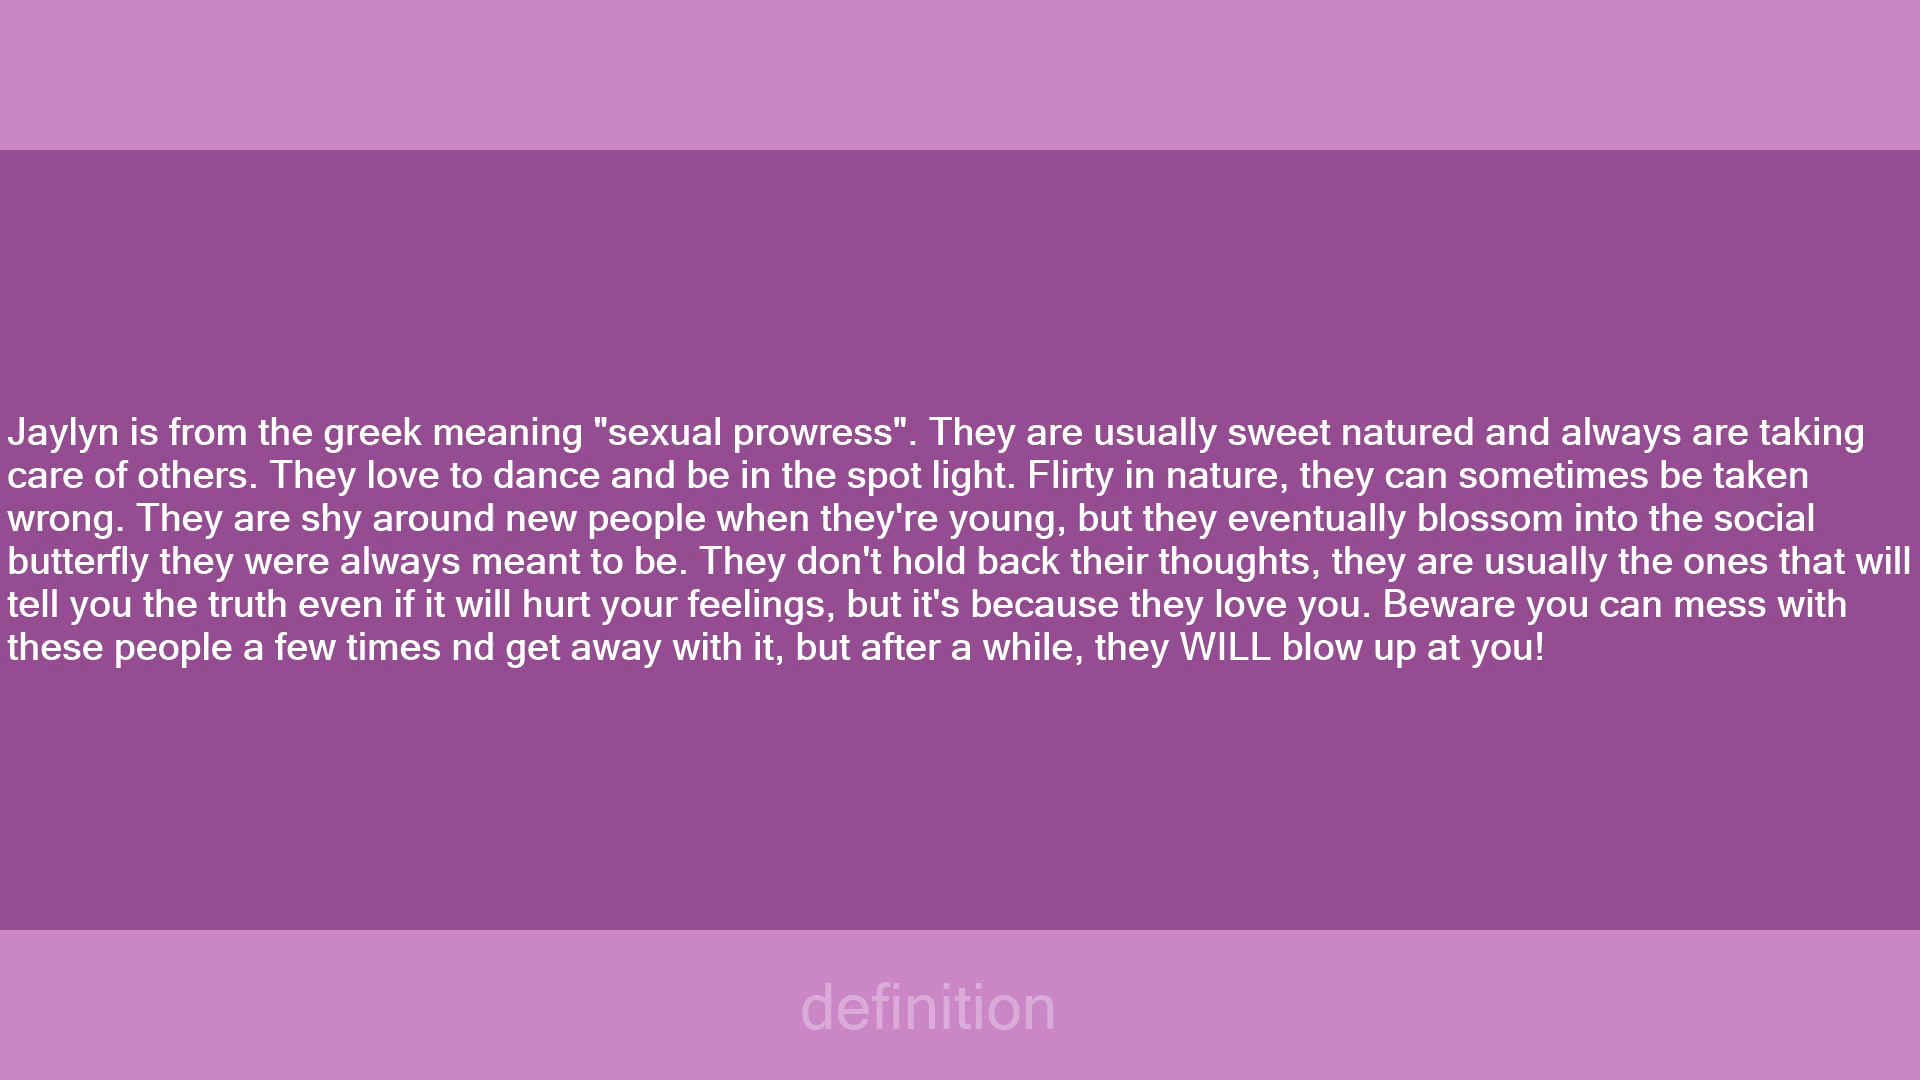 Jaylyn is from the greek meaning "sexual prowress". They are usually sweet natured and always are taking
care of others. They love to dance and be in the spot light. Flirty in nature, they can sometimes be taken
wrong. They are shy around new people when they're young, but they eventually blossom into the social
butterfly they were always meant to be. They don't hold back their thoughts, they are usually the ones that will
tell you the truth even if it will hurt your feelings, but it's because they love you. Beware you can mess with
these people a few times nd get away with it, but after a while, they WILL blow up at you!
definition